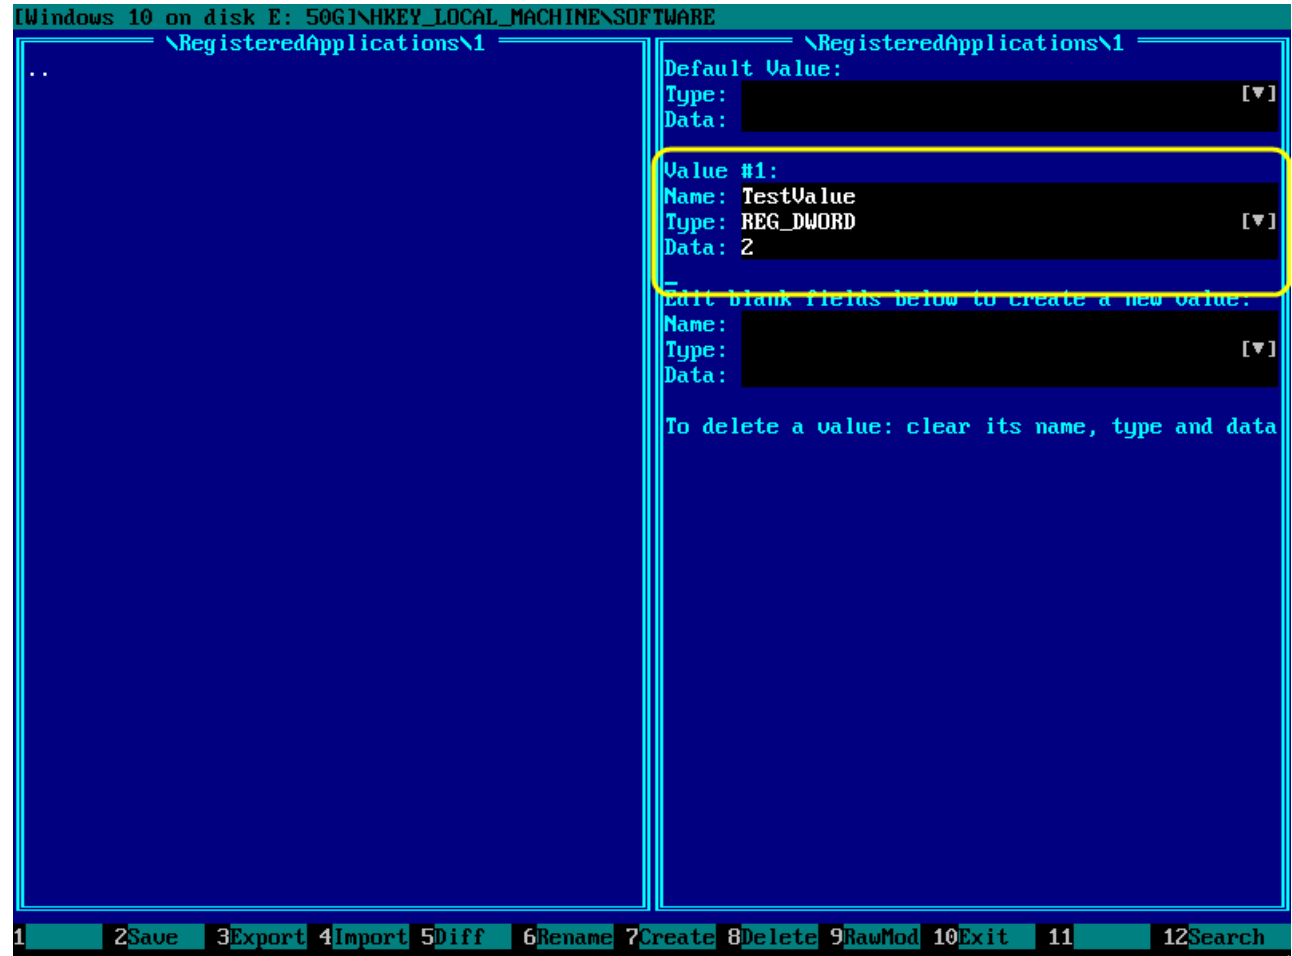 [Windows 10 on disk E: 50G]\HKEY_LOCAL_MACHINE\SOFTWARE
\RegisteredApplications\1
..
\RegisteredApplications\1
Default Value:
Type: [▼]
Data:
Value #1:
Name: TestValue
Type: REG_DWORD [▼]
Data: 2
Edit blank fields below to create a new value:
Name:
Type: [▼]
Data:
To delete a value: clear its name, type and data
1 2Save 3Export 4Import 5Diff 6Rename 7Create 8Delete 9RawMod 10Exit 11 12Search